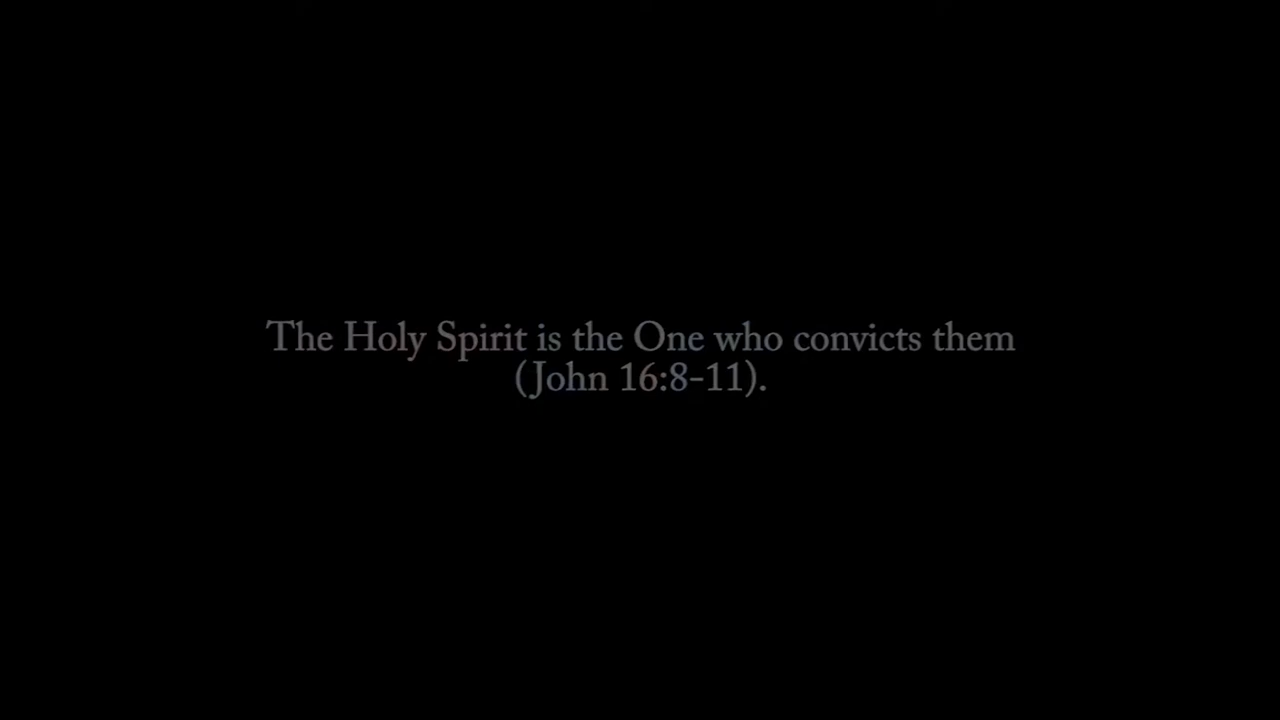 The Holy Spirit is the One who convicts them
(John 16:8-11).